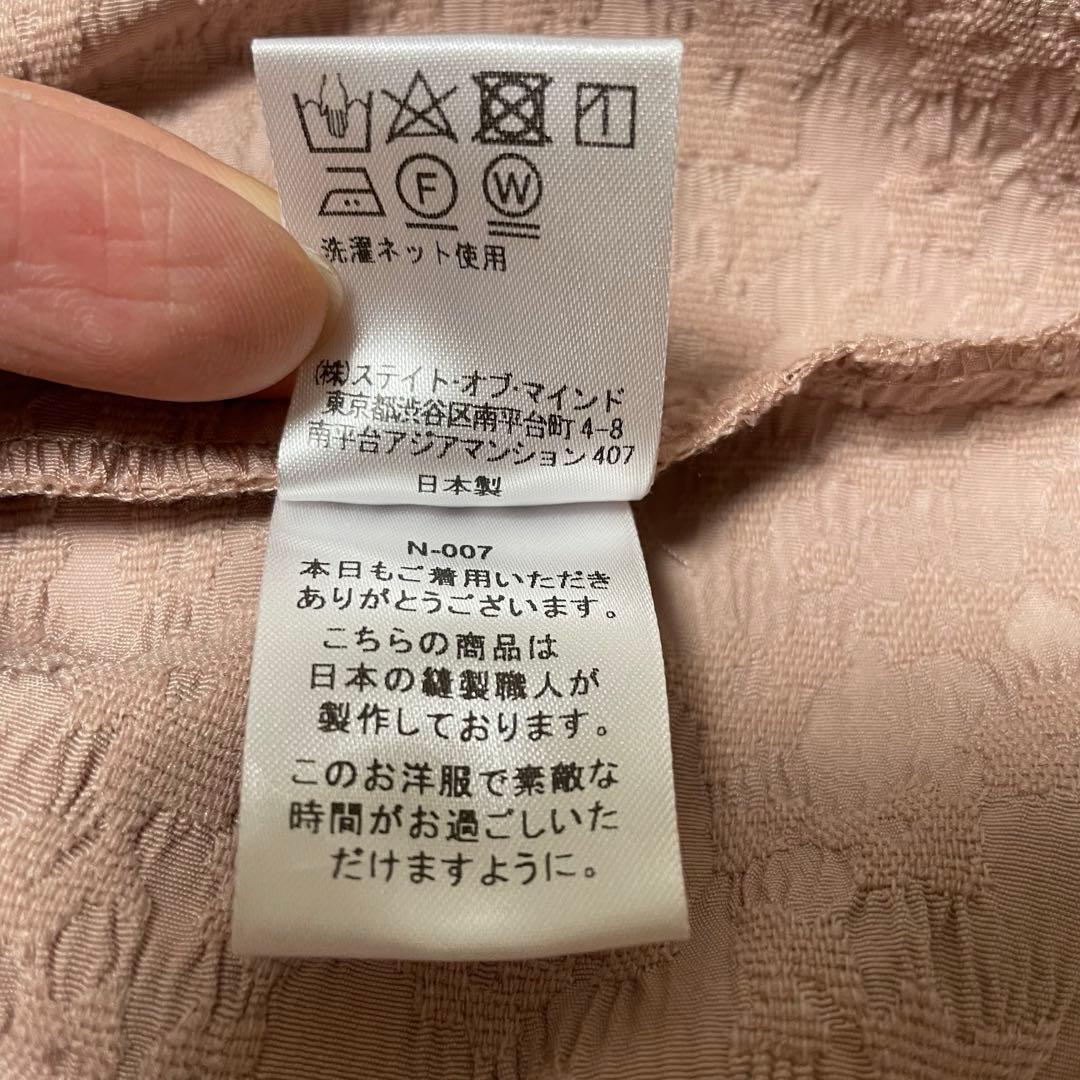 F W
洗濯ネット使用
(株)ステイト・オブ・マインド
東京都渋谷区南平台町4-8
南平台アジアマンション407
日本製
N-007
本日もご着用いただき
ありがとうございます。
こちらの商品は
日本の縫製職人が
製作しております。
このお洋服で素敵な
時間がお過ごしいた
だけますように。